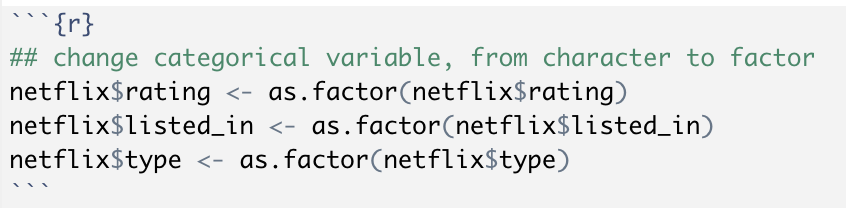 ```{r}
## change categorical variable, from character to factor
netflix$rating <- as.factor(netflix$rating)
netflix$listed_in <- as.factor(netflix$listed_in)
netflix$type <- as.factor(netflix$type)
```